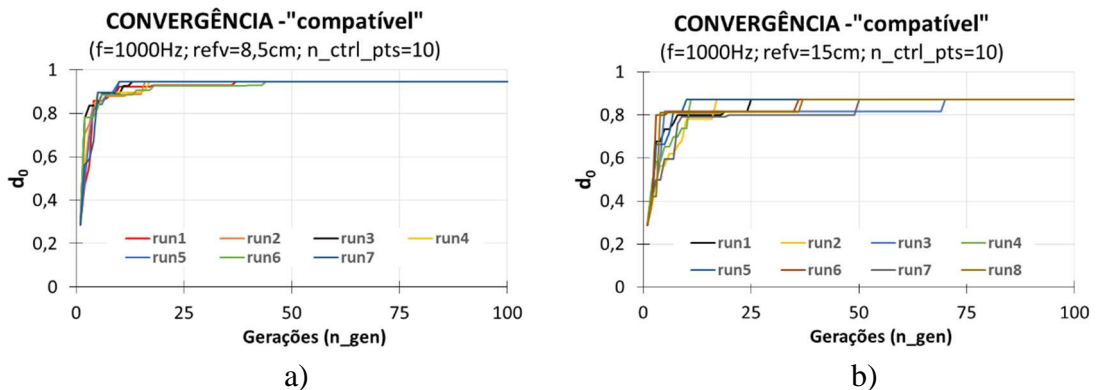 CONVERGÊNCIA -"compatível"
(f=1000Hz; refv=8,5cm; n_ctrl_pts=10)
1
0,8
0,6
0,4
0,2
0
d0
run1 run2 run3 run4
run5 run6 run7
0 25 50 75 100
Gerações (n_gen)
a)
CONVERGÊNCIA -"compatível"
(f=1000Hz; refv=15cm; n_ctrl_pts=10)
1
0,8
0,6
0,4
0,2
0
d0
run1 run2 run3 run4
run5 run6 run7 run8
0 25 50 75 100
Gerações (n_gen)
b)